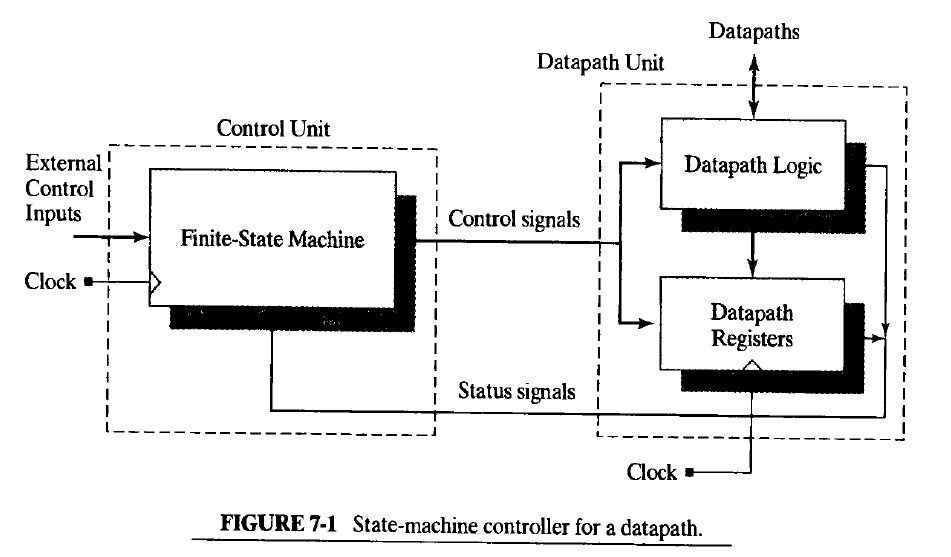 Datapaths
Datapath Unit
Control Unit
External
Control
Inputs
Datapath Logic
Control signals
Finite-State Machine
Clock
Datapath
Registers
Status signals
Clock
FIGURE 7-1 State-machine controller for a datapath.